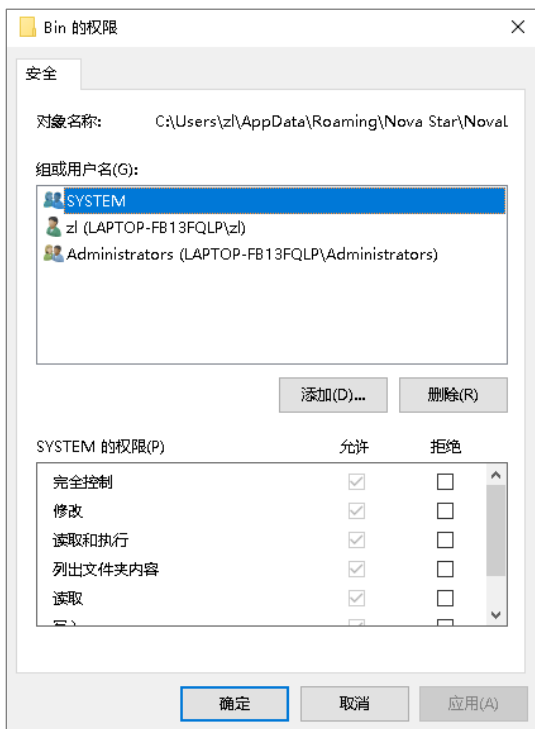 Bin 的权限
安全
对象名称: C:\Users\zl\AppData\Roaming\Nova Star\NovaL
组或用户名(G):
SYSTEM
zl (LAPTOP-FB13FQLP\zl)
Administrators (LAPTOP-FB13FQLP\Administrators)
添加(D)... 删除(R)
SYSTEM 的权限(P) 允许 拒绝
完全控制
修改
读取和执行
列出文件夹内容
读取
确定 取消 应用(A)